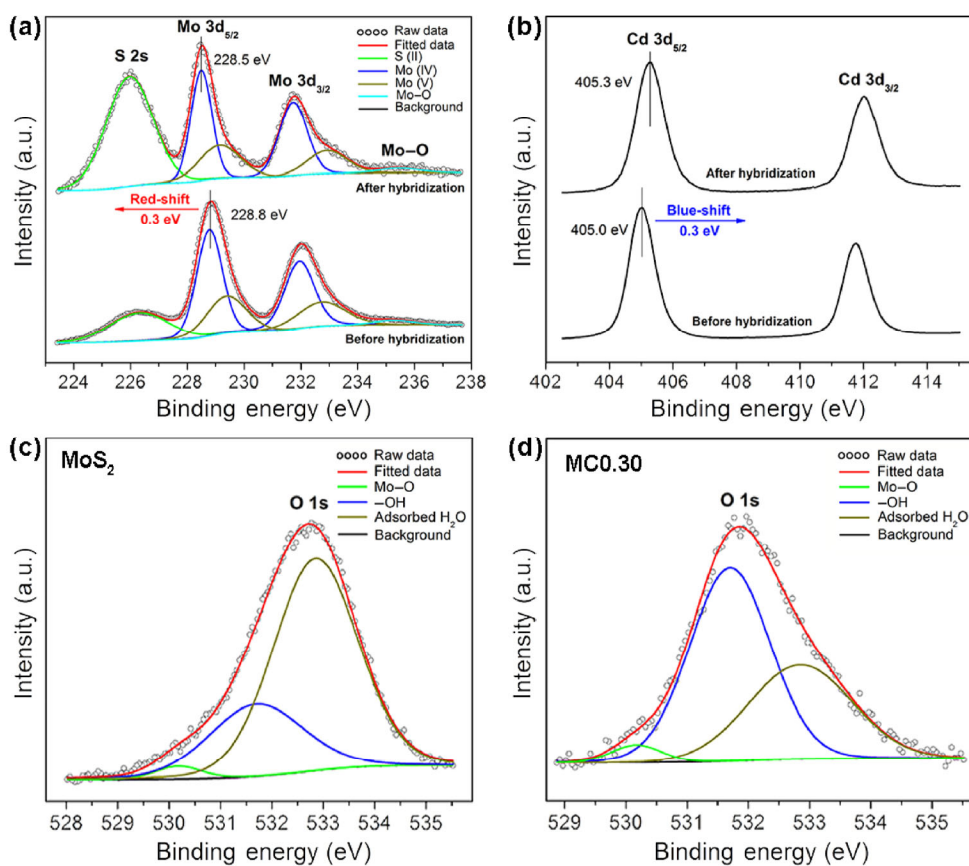 (a)
Mo 3d5/2
S 2s
228.5 eV
Mo 3d3/2
Raw data
Fitted data
S (II)
Mo (IV)
Mo (V)
Mo–O
Background
Mo–O
After hybridization
Red-shift
0.3 eV
228.8 eV
Before hybridization
Intensity (a.u.)
224 226 228 230 232 234 236 238
Binding energy (eV)
(b)
Cd 3d5/2
405.3 eV
Cd 3d3/2
After hybridization
Blue-shift
0.3 eV
405.0 eV
Before hybridization
Intensity (a.u.)
402 404 406 408 410 412 414
Binding energy (eV)
(c)
MoS2
O 1s
Raw data
Fitted data
Mo–O
–OH
Adsorbed H2O
Background
Intensity (a.u.)
528 529 530 531 532 533 534 535
Binding energy (eV)
(d)
MC0.30
O 1s
Raw data
Fitted data
Mo–O
–OH
Adsorbed H2O
Background
Intensity (a.u.)
529 530 531 532 533 534 535
Binding energy (eV)